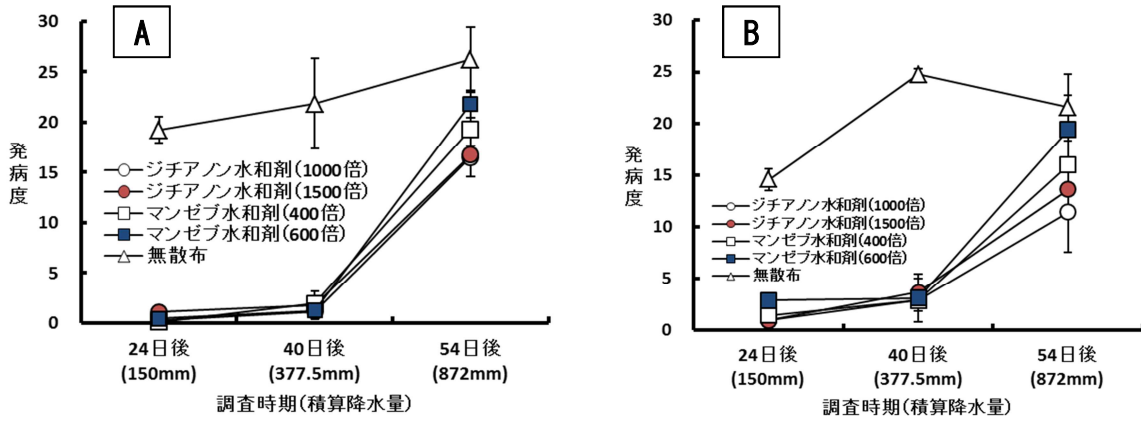 A
30
25
20
15
10
5
0
発病度
ジチアノン水和剤(1000倍)
ジチアノン水和剤(1500倍)
マンゼブ水和剤(400倍)
マンゼブ水和剤(600倍)
無散布
24日後 40日後 54日後
(150mm) (377.5mm) (872mm)
調査時期(積算降水量)
B
30
25
20
15
10
5
0
発病度
ジチアノン水和剤(1000倍)
ジチアノン水和剤(1500倍)
マンゼブ水和剤(400倍)
マンゼブ水和剤(600倍)
無散布
24日後 40日後 54日後
(150mm) (377.5mm) (872mm)
調査時期(積算降水量)